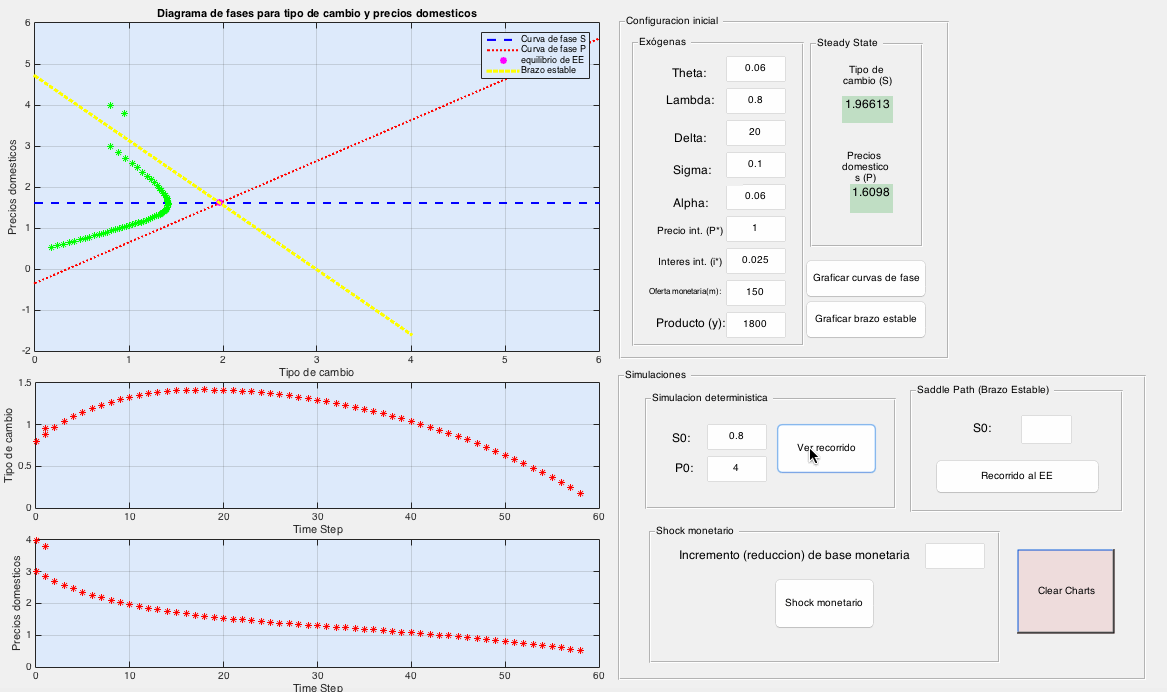 Diagrama de fases para tipo de cambio y precios domesticos
6
5
4
3
2
1
0
-1
-2
Precios domesticos
0
1
2
3
4
5
6
Tipo de cambio
Curva de fase S
Curva de fase P
equilibrio de EE
Brazo estable
1.5
1
0.5
0
Tipo de cambio
0
10
20
30
40
50
60
Time Step
4
3
2
1
0
Precios domesticos
0
10
20
30
40
50
60
Time Step
Configuracion inicial
Exógenas
Theta:
0.06
Lambda:
0.8
Delta:
20
Sigma:
0.1
Alpha:
0.06
Precio int. (P*)
1
Interes int. (i*)
0.025
Oferta monetaria(m):
150
Producto (y):
1800
Steady State
Tipo de
cambio (S)
1.96613
Precios
domestico
s (P)
1.6098
Graficar curvas de fase
Graficar brazo estable
Simulaciones
Simulacion deterministica
S0:
0.8
P0:
4
Ver recorrido
Saddle Path (Brazo Estable)
S0:
Recorrido al EE
Shock monetario
Incremento (reduccion) de base monetaria
Shock monetario
Clear Charts